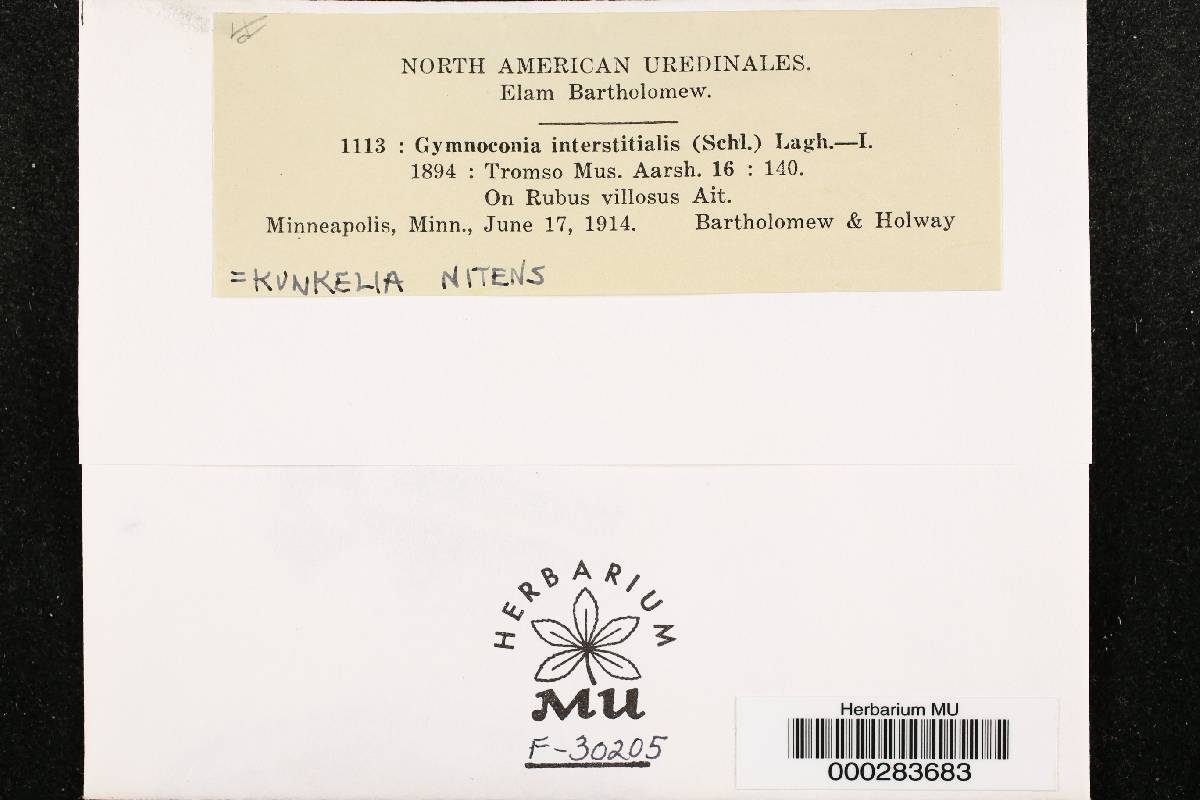 NORTH AMERICAN UREDINALES.
Elam Bartholomew.
1113 : Gymnoconia interstitialis (Schl.) Lagh.—I.
1894 : Tromso Mus. Aarsh. 16 : 140.
On Rubus villosus Ait.
Minneapolis, Minn., June 17, 1914. Bartholomew & Holway
=KUNKELIA NITENS
HERBARIUM
MU
F-30205
Herbarium MU
000283683